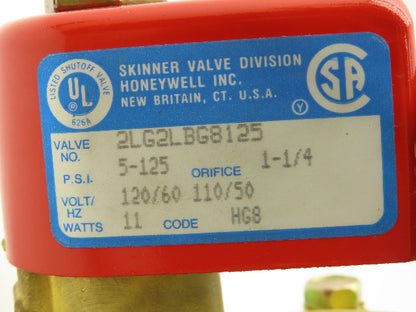 LISTED SHUTOFF VALVE
UL
626A
SKINNER VALVE DIVISION
HONEYWELL INC.
NEW BRITAIN, CT. U.S.A.
SA
Y
VALVE NO. 2LG2LBG8125
P.S.I. 5-125 ORIFICE 1-1/4
VOLT/HZ 120/60 110/50
WATTS 11 CODE HG8